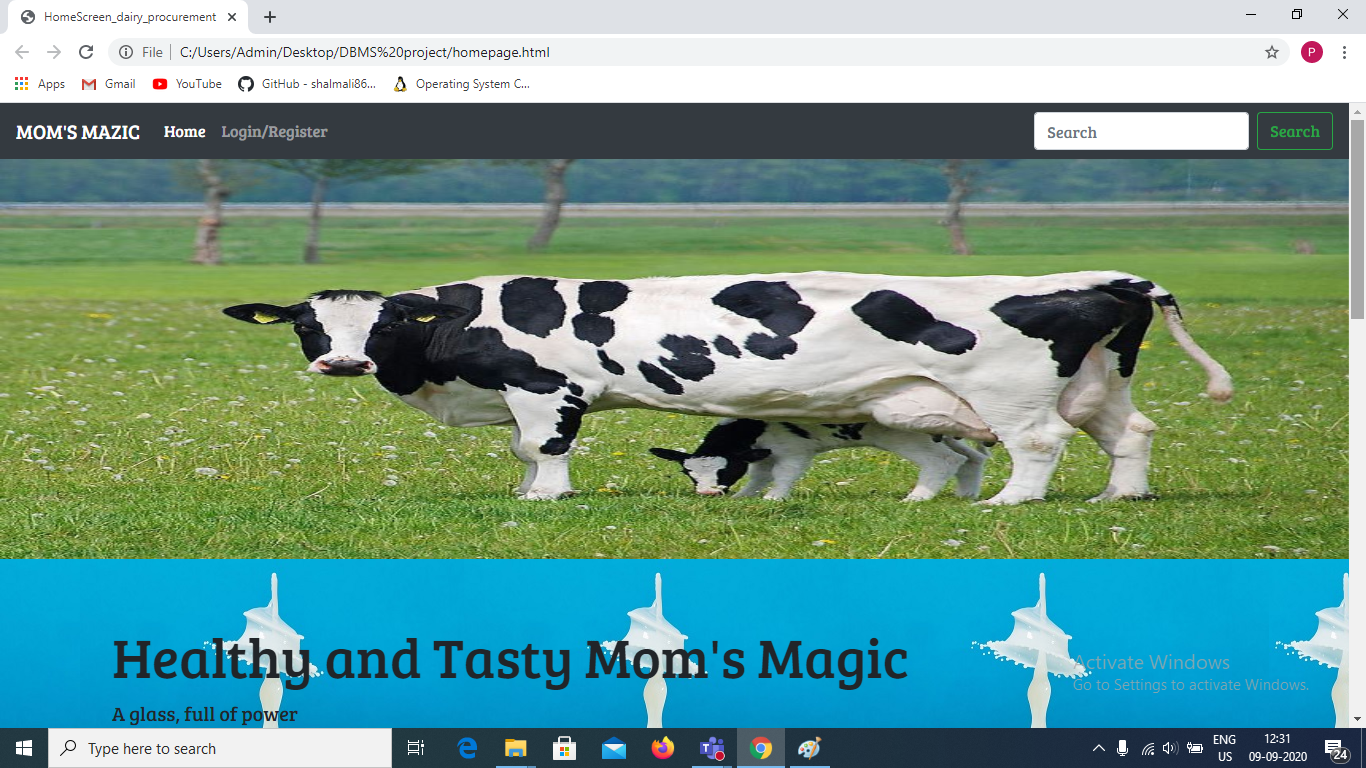 HomeScreen_dairy_procurement
File C:/Users/Admin/Desktop/DBMS%20project/homepage.html
P
Apps Gmail YouTube GitHub - shalmali86... Operating System C...
MOM'S MAZIC Home Login/Register Search Search
Healthy and Tasty Mom's Magic
A glass, full of power
Activate Windows
Go to Settings to activate Windows.
Type here to search
ENG
US
12:31
09-09-2020
24